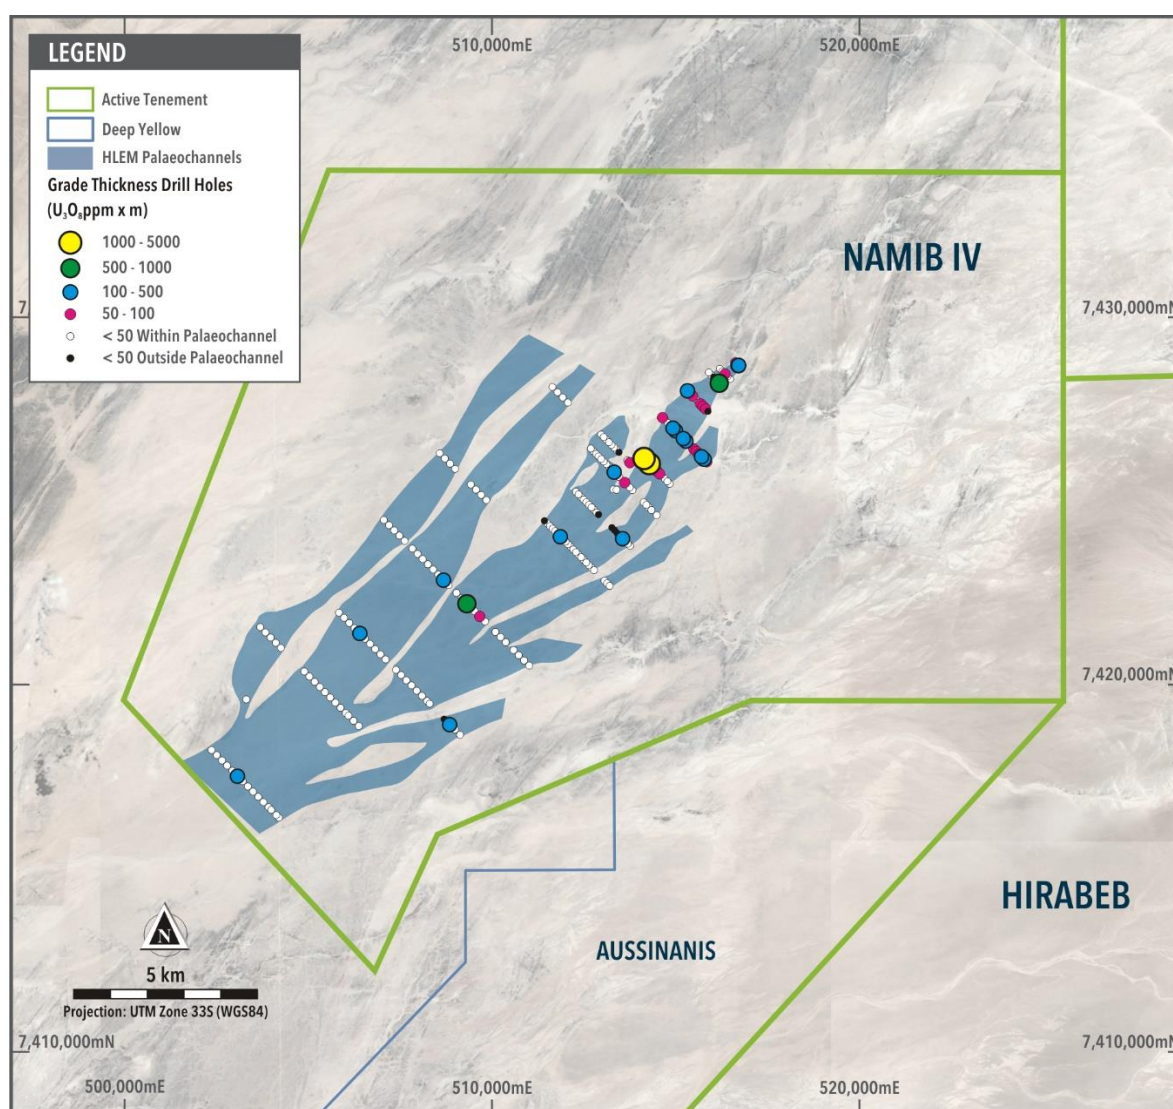 510,000mE
520,000mE
LEGEND
Active Tenement
Deep Yellow
HLEM Palaeochannels
Grade Thickness Drill Holes
(U₃O₈ppm x m)
1000 - 5000
500 - 1000
100 - 500
50 - 100
< 50 Within Palaeochannel
< 50 Outside Palaeochannel
NAMIB IV
7
7,430,000mN
7,420,000mN
HIRABEB
AUSSINANIS
N
5 km
Projection: UTM Zone 33S (WGS84)
7,410,000mN
7,410,000mN
500,000mE
510,000mE
520,000mE